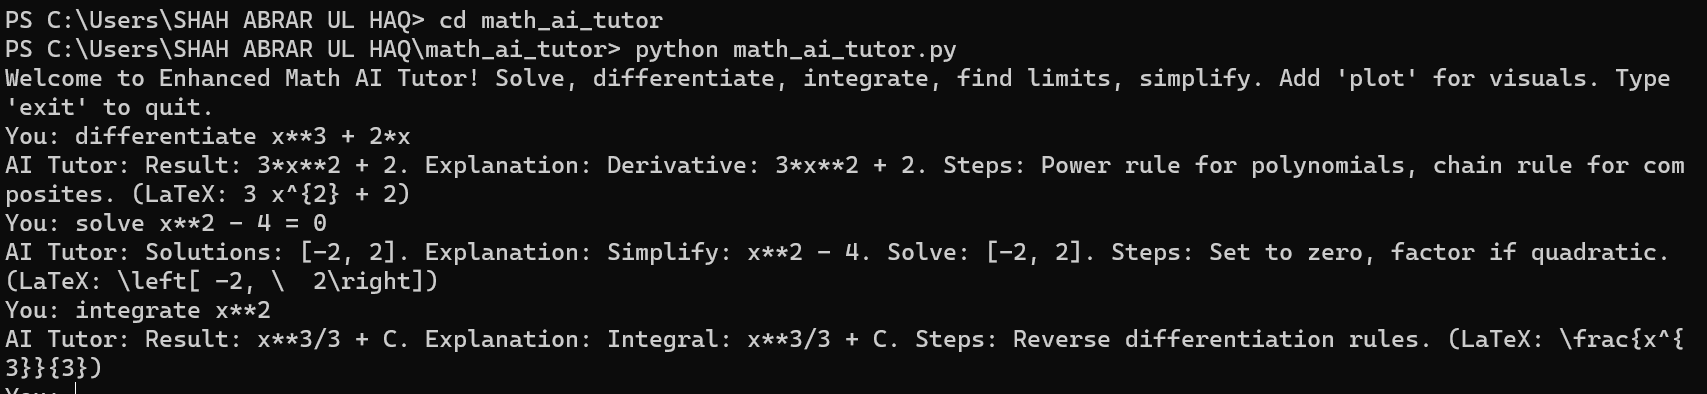 PS C:\Users\SHAH ABRAR UL HAQ> cd math_ai_tutor
PS C:\Users\SHAH ABRAR UL HAQ\math_ai_tutor> python math_ai_tutor.py
Welcome to Enhanced Math AI Tutor! Solve, differentiate, integrate, find limits, simplify. Add 'plot' for visuals. Type
'exit' to quit.
You: differentiate x**3 + 2*x
AI Tutor: Result: 3*x**2 + 2. Explanation: Derivative: 3*x**2 + 2. Steps: Power rule for polynomials, chain rule for com
posites. (LaTeX: 3 x^{2} + 2)
You: solve x**2 - 4 = 0
AI Tutor: Solutions: [-2, 2]. Explanation: Simplify: x**2 - 4. Solve: [-2, 2]. Steps: Set to zero, factor if quadratic.
(LaTeX: \left[ -2, \  2\right])
You: integrate x**2
AI Tutor: Result: x**3/3 + C. Explanation: Integral: x**3/3 + C. Steps: Reverse differentiation rules. (LaTeX: \frac{x^{
3}}{3})
You: